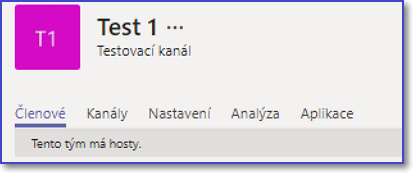 T1
Test 1 ···
Testovací kanál
Členové Kanály Nastavení Analýza Aplikace
Tento tým má hosty.